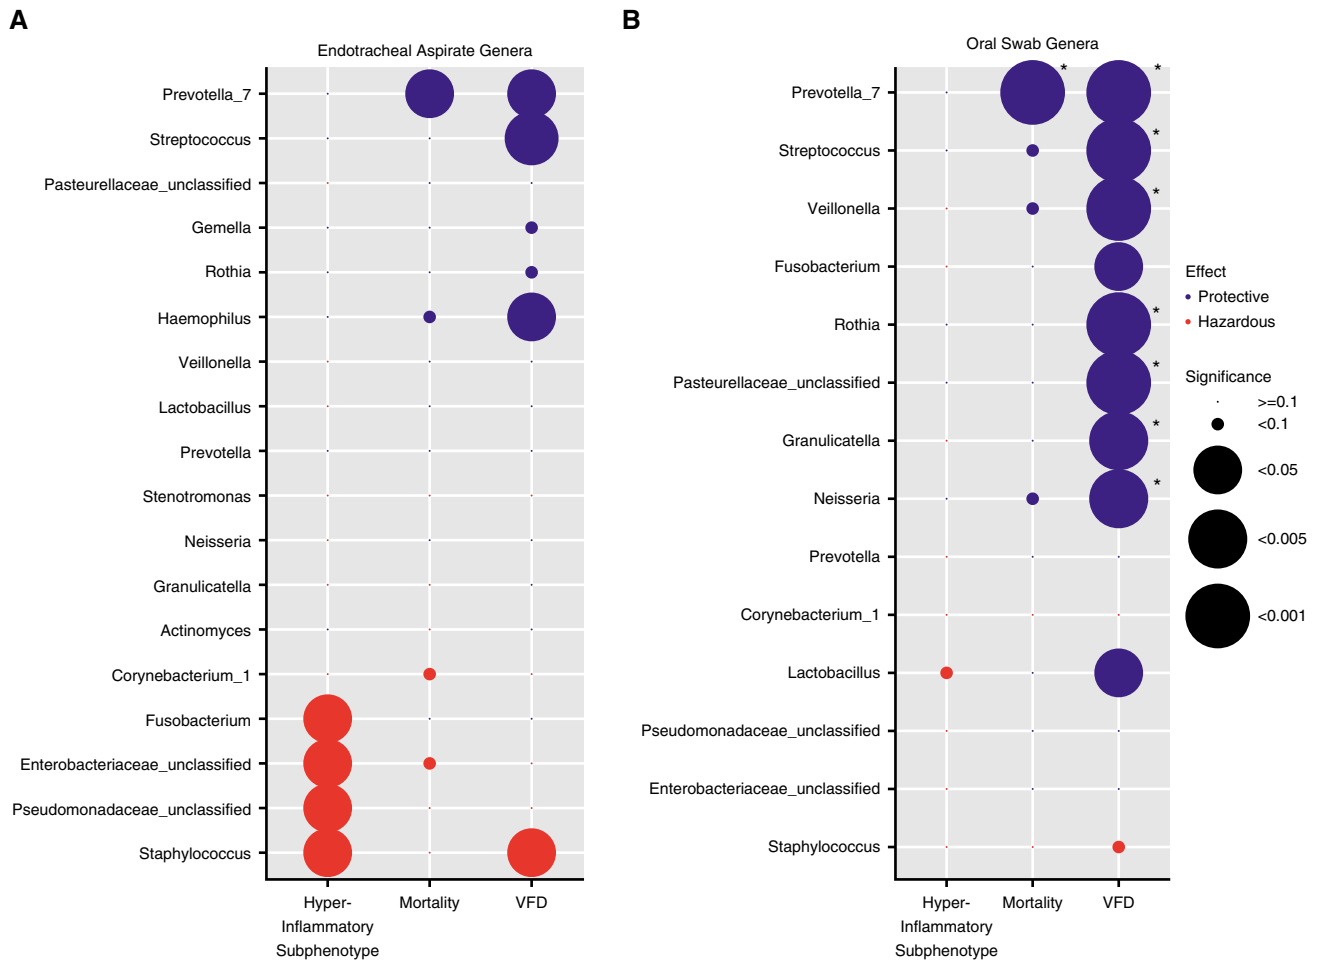 A
Endotracheal Aspirate Genera
Prevotella_7
Streptococcus
Pasteurellaceae_unclassified
Gemella
Rothia
Haemophilus
Veillonella
Lactobacillus
Prevotella
Stenotromonas
Neisseria
Granulicatella
Actinomyces
Corynebacterium_1
Fusobacterium
Enterobacteriaceae_unclassified
Pseudomonadaceae_unclassified
Staphylococcus
Hyper-
Inflammatory
Subphenotype
Mortality
VFD
B
Oral Swab Genera
Prevotella_7
* *
Streptococcus
*
Veillonella
*
Fusobacterium
Rothia
*
Pasteurellaceae_unclassified
*
Granulicatella
*
Neisseria
*
Prevotella
Corynebacterium_1
Lactobacillus
Pseudomonadaceae_unclassified
Enterobacteriaceae_unclassified
Staphylococcus
Hyper-
Inflammatory
Subphenotype
Mortality
VFD
Effect
Protective
Hazardous
Significance
>=0.1
<0.1
<0.05
<0.005
<0.001